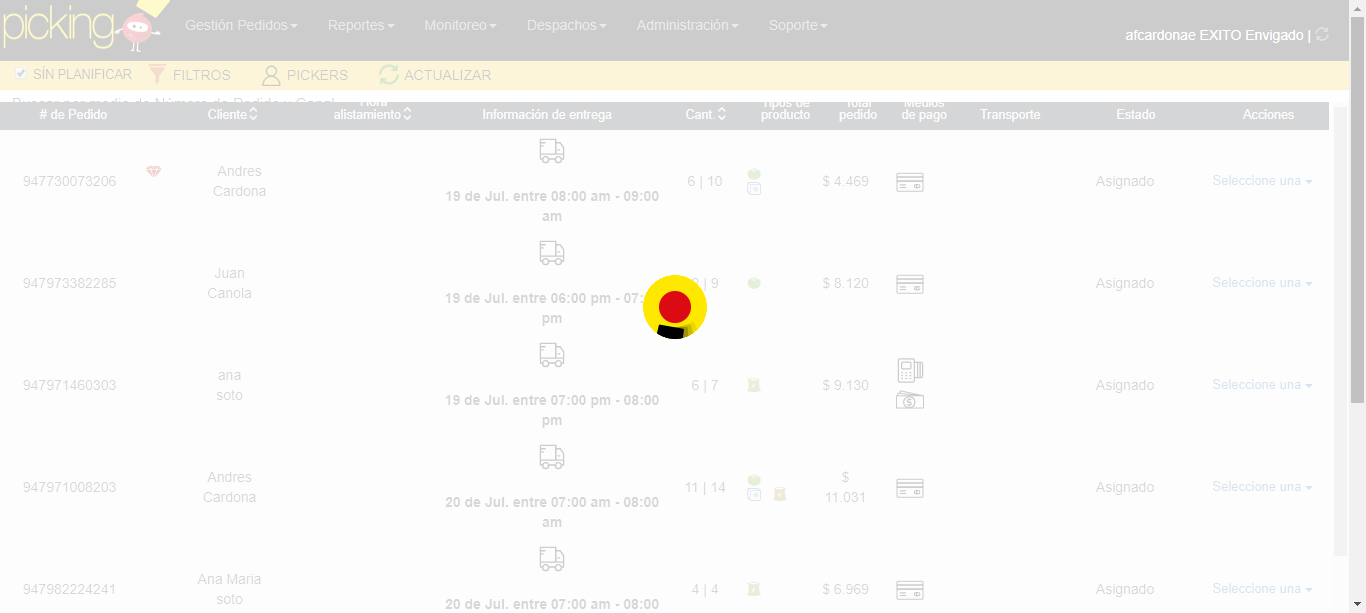 picking
Gestión Pedidos Reportes Monitoreo Despachos Administración Soporte
afcardonae EXITO Envigado |
SÍN PLANIFICAR FILTROS PICKERS ACTUALIZAR
Buscar por medio de Número de Pedido y Canal
# de Pedido Cliente Hora alistamiento Información de entrega Cant. Tipos de producto Total pedido Medios de pago Transporte Estado Acciones
947730073206 Andres Cardona 19 de Jul. entre 08:00 am - 09:00 am 6 | 10 $ 4.469 Asignado Seleccione una
947973382285 Juan Canola 19 de Jul. entre 06:00 pm - 07: pm | 9 $ 8.120 Asignado Seleccione una
947971460303 ana soto 19 de Jul. entre 07:00 pm - 08:00 pm 6 | 7 $ 9.130 Asignado Seleccione una
947971008203 Andres Cardona 20 de Jul. entre 07:00 am - 08:00 am 11 | 14 $ 11.031 Asignado Seleccione una
947982224241 Ana Maria soto 20 de Jul. entre 07:00 am - 08:00 4 | 4 $ 6.969 Asignado Seleccione una